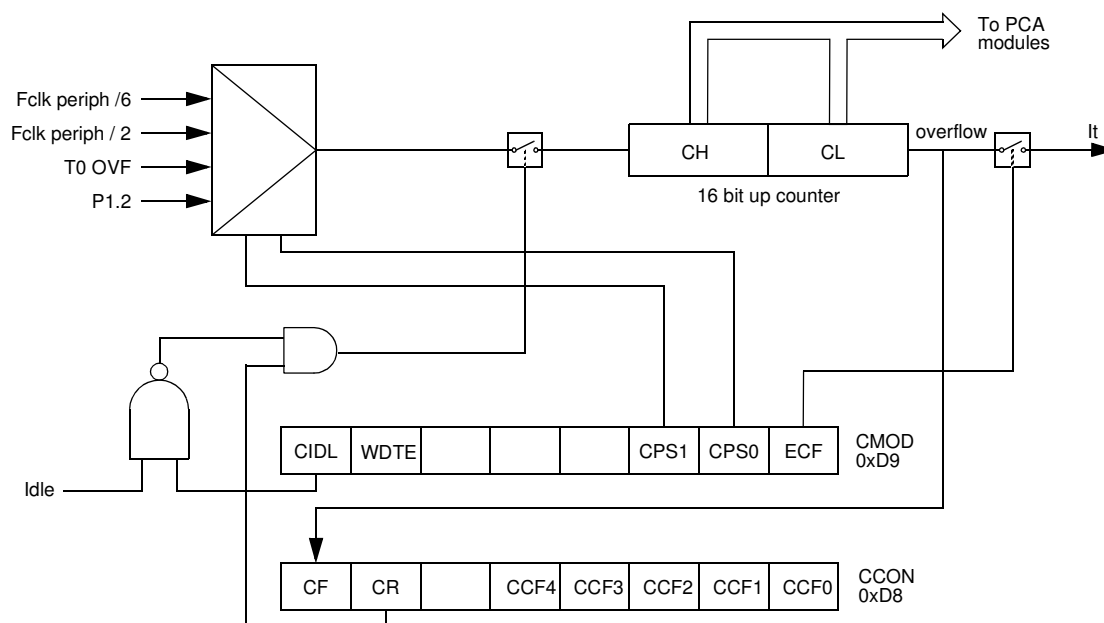 To PCA
modules
Fclk periph /6
Fclk periph / 2
T0 OVF
P1.2
CH
CL
overflow
It
16 bit up counter
Idle
CIDL
WDTE
CPS1
CPS0
ECF
CMOD
0xD9
CF
CR
CCF4
CCF3
CCF2
CCF1
CCF0
CCON
0xD8